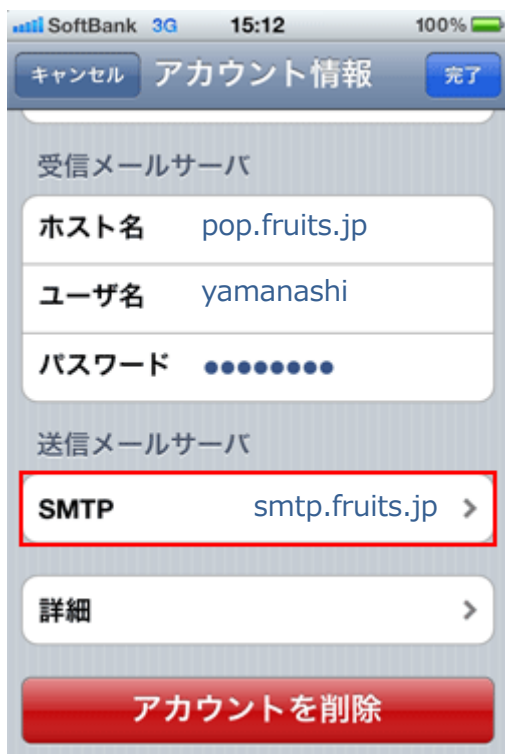 SoftBank 3G 15:12 100%
キャンセル アカウント情報 完了
受信メールサーバ
ホスト名 pop.fruits.jp
ユーザ名 yamanashi
パスワード ●●●●●●●●
送信メールサーバ
SMTP smtp.fruits.jp >
詳細 >
アカウントを削除